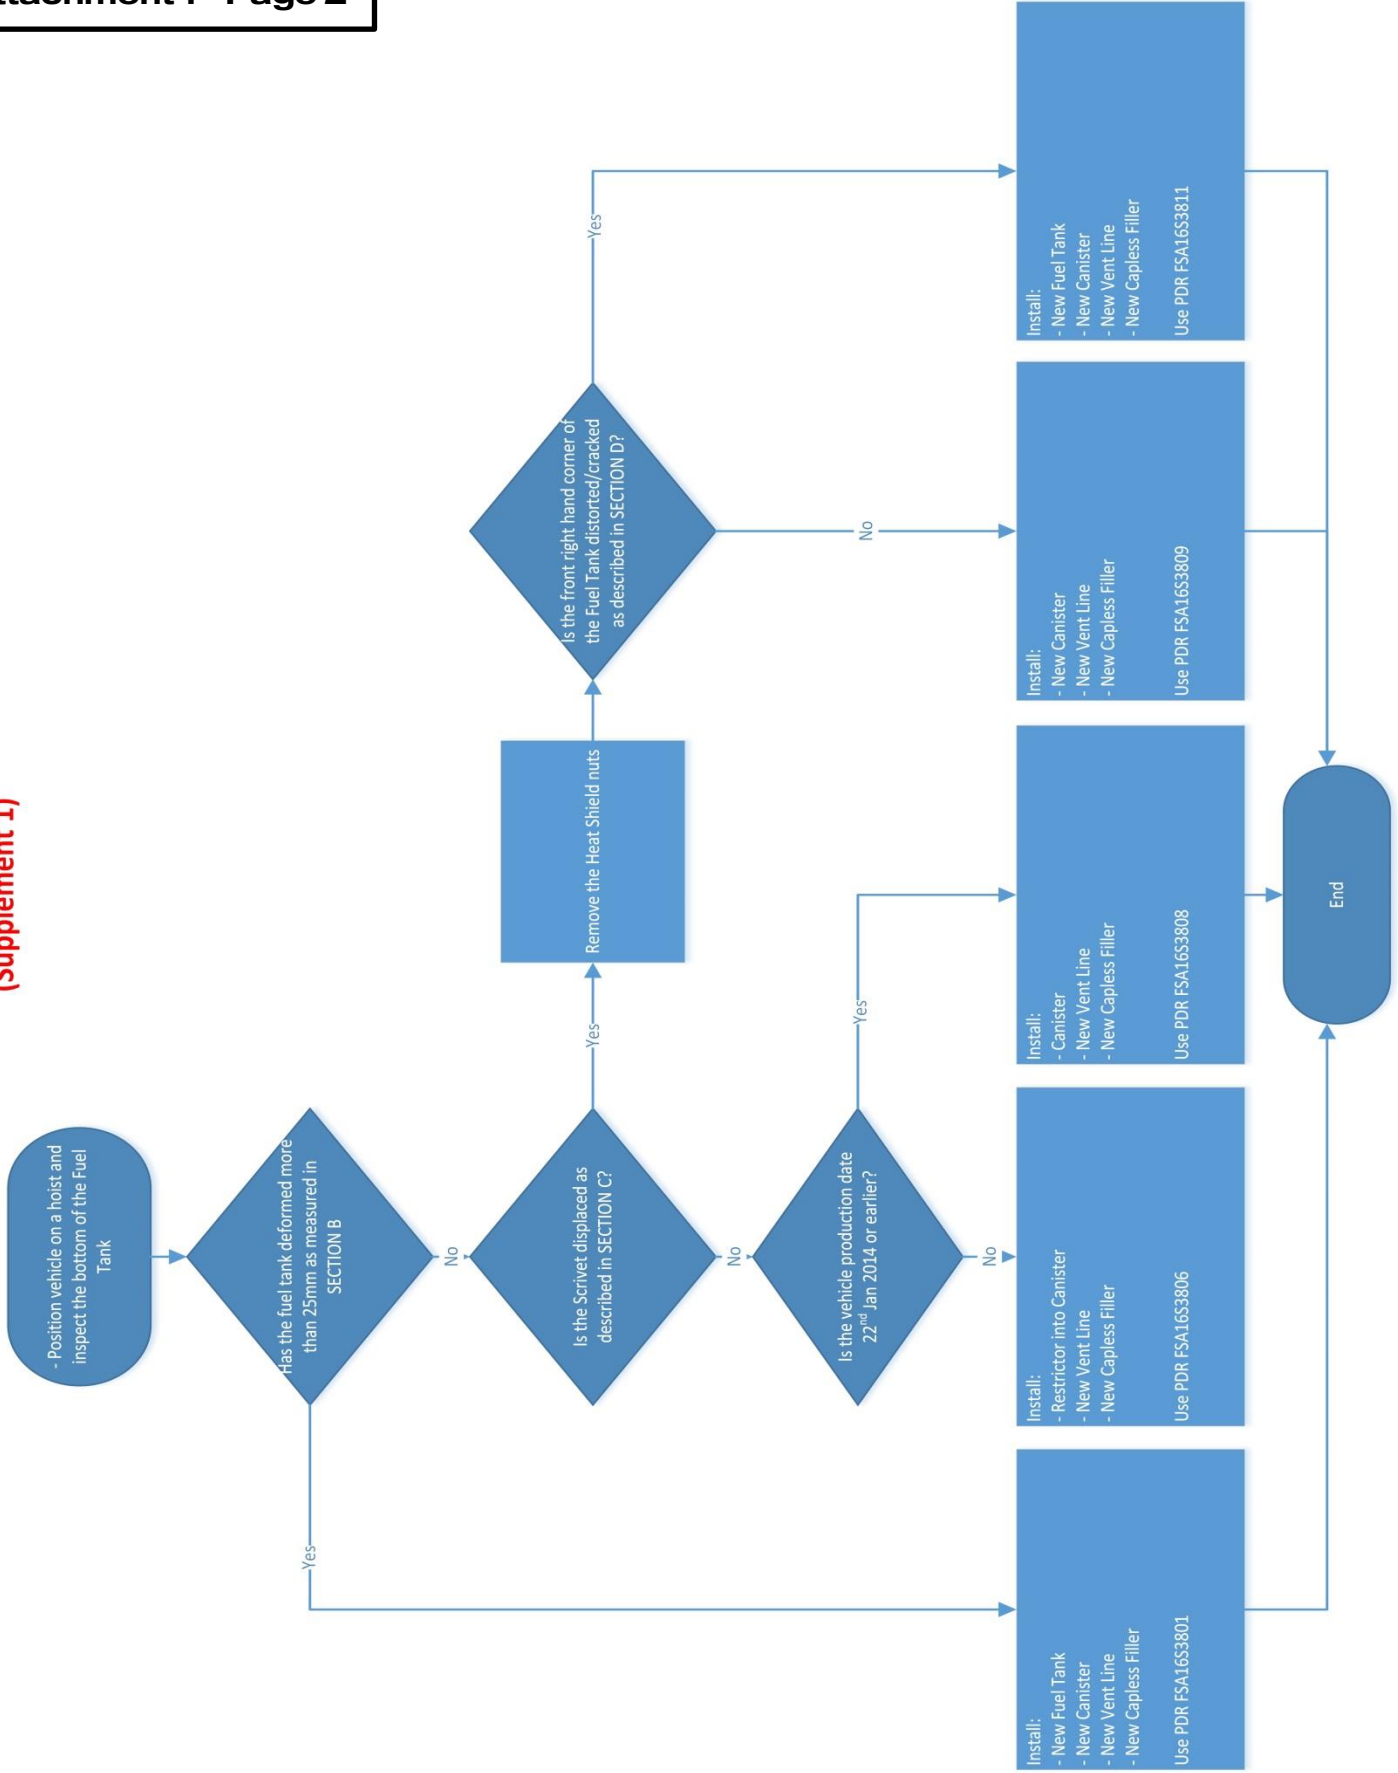 Page 2
(Supplement 1)
- Position vehicle on a hoist and
inspect the bottom of the Fuel
Tank
Has the fuel tank deformed more
than 25mm as measured in
SECTION B
Yes
No
Is the Scrivet displaced as
described in SECTION C?
Yes
No
Remove the Heat Shield nuts
Is the front right hand corner of
the Fuel Tank distorted/cracked
as described in SECTION D?
Yes
No
Is the vehicle production date
22nd Jan 2014 or earlier?
Yes
No
Install:
- New Fuel Tank
- New Canister
- New Vent Line
- New Capless Filler
Use PDR FSA16S3801
Install:
- Restrictor into Canister
- New Vent Line
- New Capless Filler
Use PDR FSA16S3806
Install:
- Canister
- New Vent Line
- New Capless Filler
Use PDR FSA16S3808
Install:
- New Canister
- New Vent Line
- New Capless Filler
Use PDR FSA16S3809
Install:
- New Fuel Tank
- New Canister
- New Vent Line
- New Capless Filler
Use PDR FSA16S3811
End